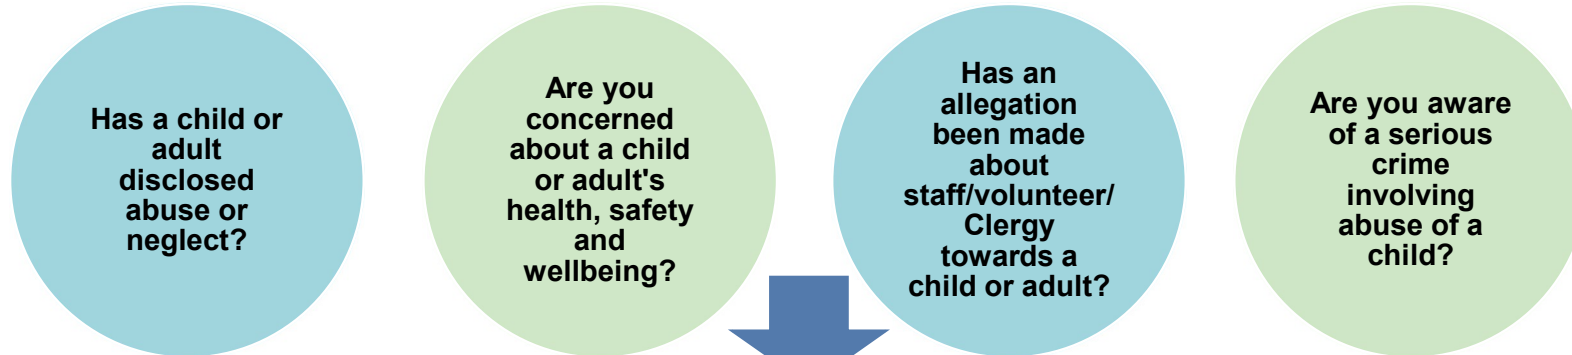 Has a child or
adult
disclosed
abuse or
neglect?
Are you
concerned
about a child
or adult's
health, safety
and
wellbeing?
Has an
allegation
been made
about
staff/volunteer/
Clergy
towards a
child or adult?
Are you aware
of a serious
crime
involving
abuse of a
child?